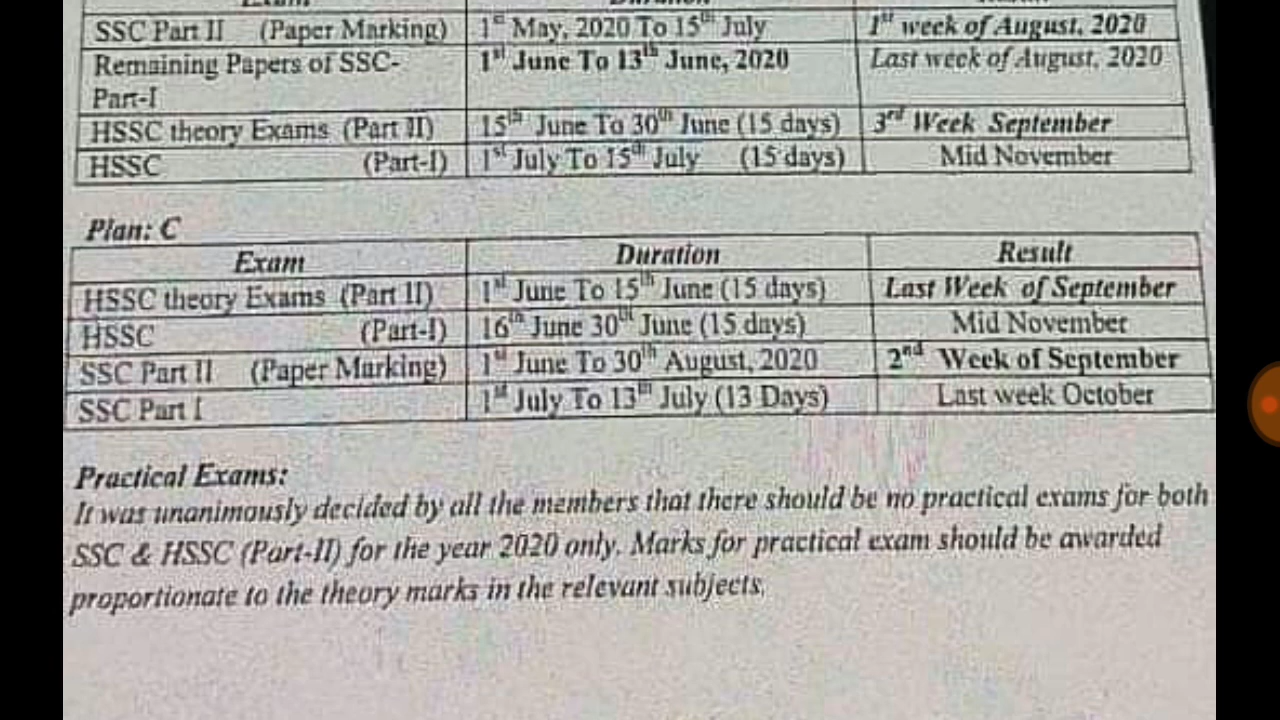 SSC Part II (Paper Marking) 1st May, 2020 To 15th July 1st week of August, 2020
Remaining Papers of SSC- 1st June To 13th June, 2020 Last week of August, 2020
Part-I
HSSC theory Exams (Part II) 15th June To 30th June (15 days) 3rd Week September
HSSC (Part-I) 1st July To 15th July (15 days) Mid November
Plan: C
Exam Duration Result
HSSC theory Exams (Part II) 1st June To 15th June (15 days) Last Week of September
HSSC (Part-I) 16th June 30th June (15 days) Mid November
SSC Part II (Paper Marking) 1st June To 30th August, 2020 2nd Week of September
SSC Part I 1st July To 13th July (13 Days) Last week October
Practical Exams:
It was unanimously decided by all the members that there should be no practical exams for both
SSC & HSSC (Part-II) for the year 2020 only. Marks for practical exam should be awarded
proportionate to the theory marks in the relevant subjects.